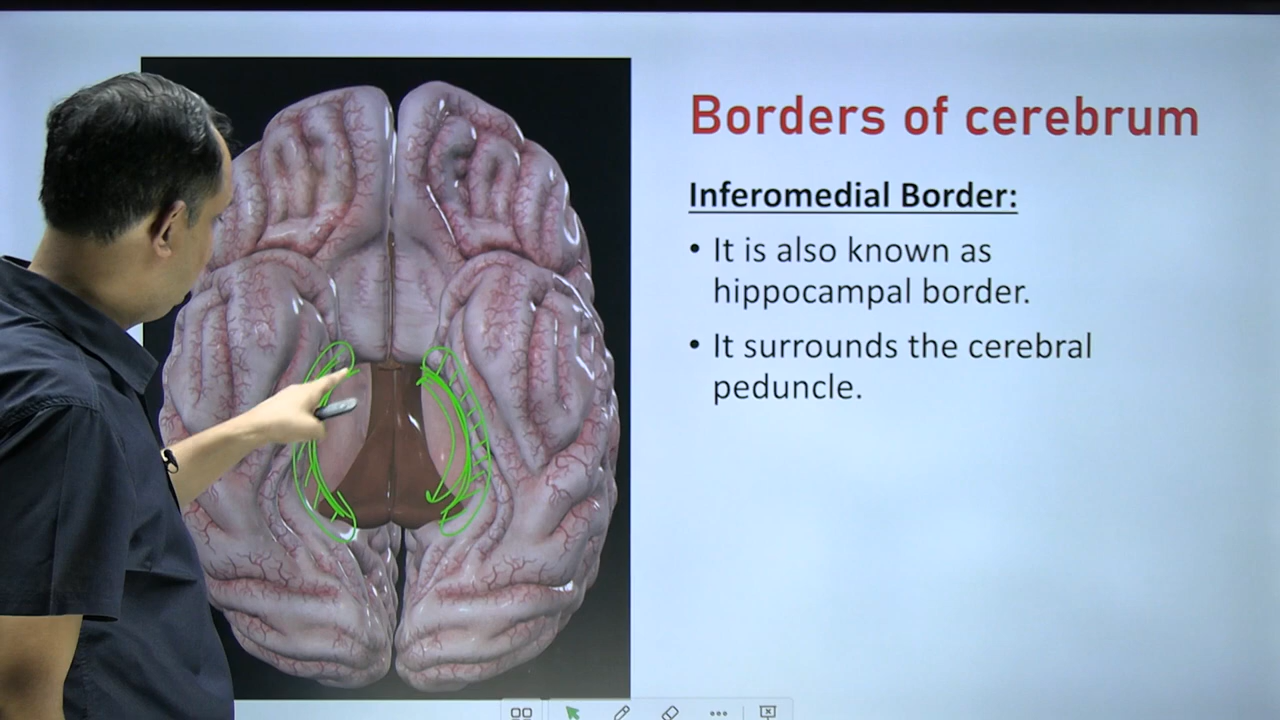 Borders of cerebrum
Inferomedial Border:
• It is also known as
hippocampal border.
• It surrounds the cerebral
peduncle.